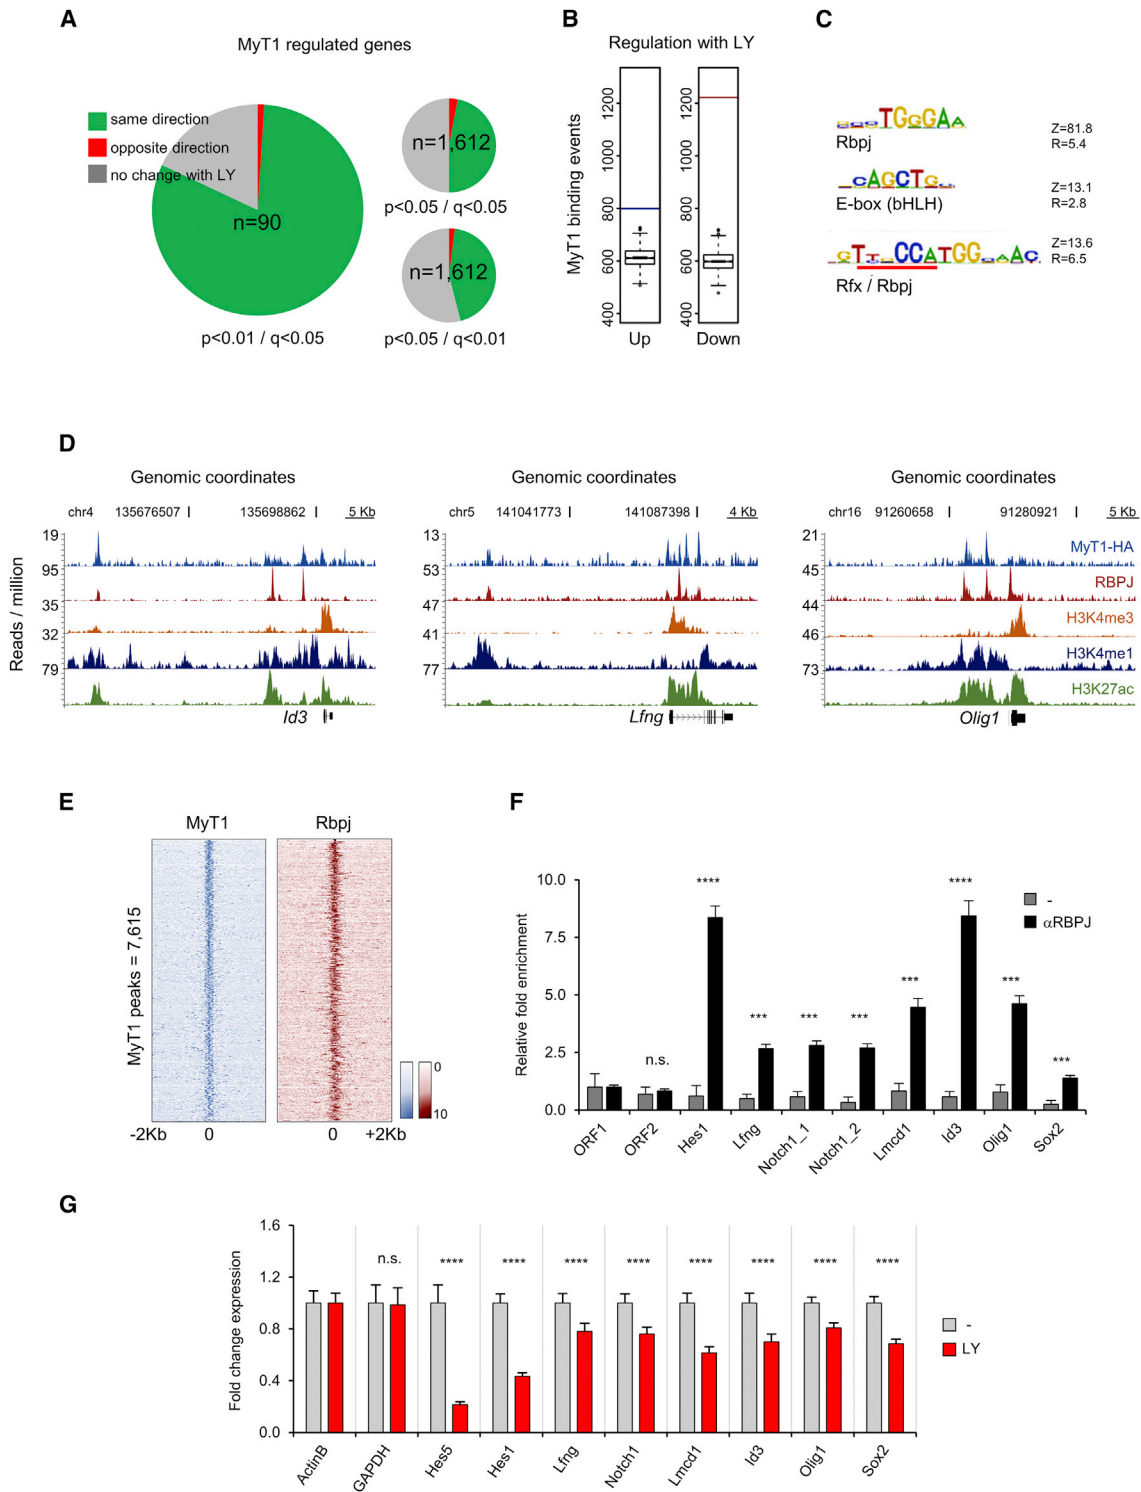 A
MyT1 regulated genes
same direction
opposite direction
no change with LY
n=90
p<0.01 / q<0.05
n=1,612
p<0.05 / q<0.05
n=1,612
p<0.05 / q<0.01
B
Regulation with LY
MyT1 binding events
1200
1000
800
600
400
Up
1200
1000
800
600
400
Down
C
Rbpj
Z=81.8
R=5.4
CAGCTG
E-box (bHLH)
Z=13.1
R=2.8
Rfx / Rbpj
Z=13.6
R=6.5
D
Reads / million
Genomic coordinates
chr4 135676507 135698862 5 Kb
19
95
35
32
79
Id3
Genomic coordinates
chr5 141041773 141087398 4 Kb
13
53
47
41
77
Lfng
Genomic coordinates
chr16 91260658 91280921 5 Kb
21
MyT1-HA
45
RBPJ
44
H3K4me3
46
H3K4me1
73
H3K27ac
Olig1
E
MyT1 Rbpj
MyT1 peaks = 7,615
0
10
-2Kb 0 0 +2Kb
F
Relative fold enrichment
10.0
7.5
5.0
2.5
0.0
n.s. **** *** *** *** *** **** *** ***
-
αRBPJ
ORF1 ORF2 Hes1 Lfng Notch1_1 Notch1_2 Lmcd1 Id3 Olig1 Sox2
G
Fold change expression
1.6
1.2
0.8
0.4
0.0
n.s. **** **** **** **** **** **** **** ****
-
LY
ActinB GAPDH Hes5 Hes1 Lfng Notch1 Lmcd1 Id3 Olig1 Sox2